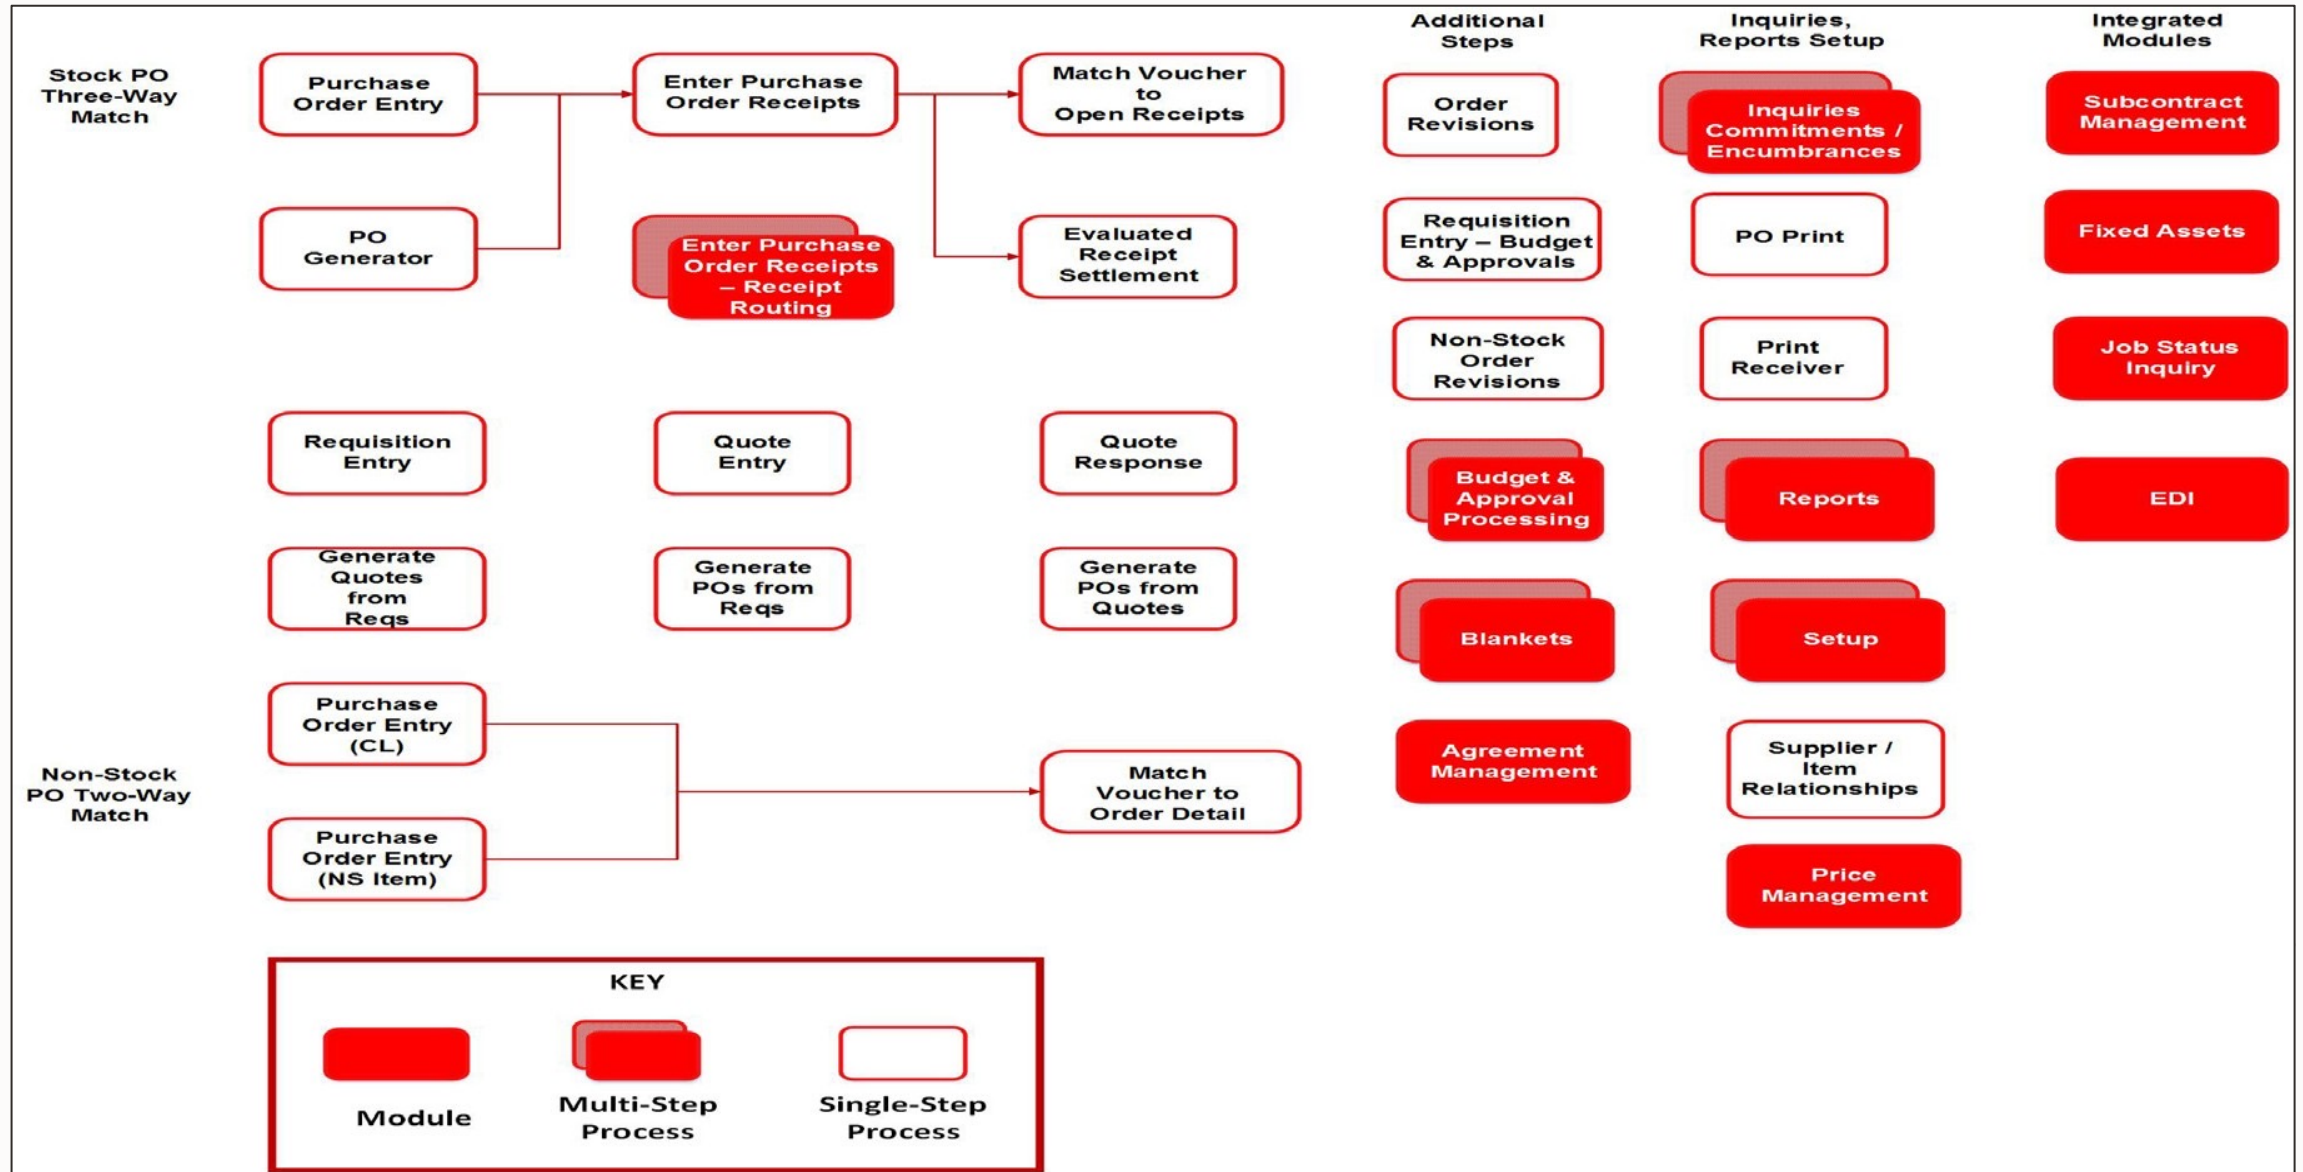 Stock PO
Three-Way
Match
Purchase
Order Entry
Enter Purchase
Order Receipts
Match Voucher
to
Open Receipts
PO
Generator
Enter Purchase
Order Receipts
– Receipt
Routing
Evaluated
Receipt
Settlement
Requisition
Entry
Quote
Entry
Quote
Response
Generate
Quotes
from
Reqs
Generate
POs from
Reqs
Generate
POs from
Quotes
Purchase
Order Entry
(CL)
Non-Stock
PO Two-Way
Match
Purchase
Order Entry
(NS Item)
Match
Voucher to
Order Detail
Additional
Steps
Order
Revisions
Requisition
Entry – Budget
& Approvals
Non-Stock
Order
Revisions
Budget &
Approval
Processing
Blankets
Agreement
Management
Inquiries,
Reports Setup
Inquiries
Commitments /
Encumbrances
PO Print
Print
Receiver
Reports
Setup
Supplier /
Item
Relationships
Price
Management
Integrated
Modules
Subcontract
Management
Fixed Assets
Job Status
Inquiry
EDI
KEY
Module
Multi-Step
Process
Single-Step
Process